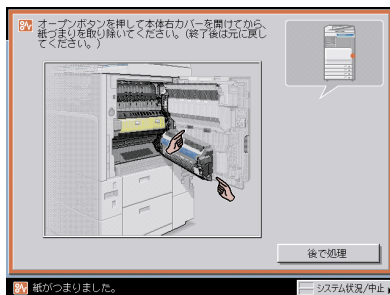 オープンボタンを押して本体右カバーを開けてから、
紙づまりを取り除いてください。(終了後は元に戻し
てください。)
後で処理
紙がつまりました。
システム状況/中止